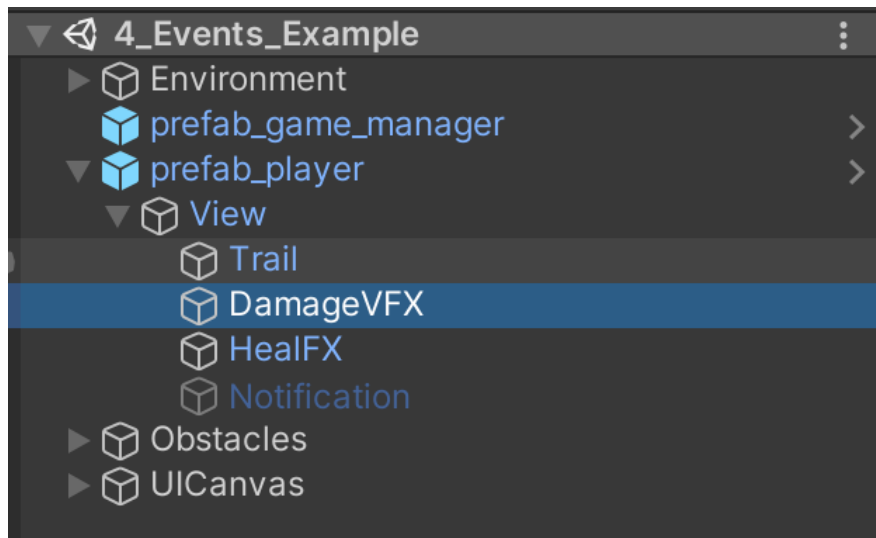 4_Events_Example
Environment
prefab_game_manager
prefab_player
View
Trail
DamageVFX
HealFX
Notification
Obstacles
UICanvas